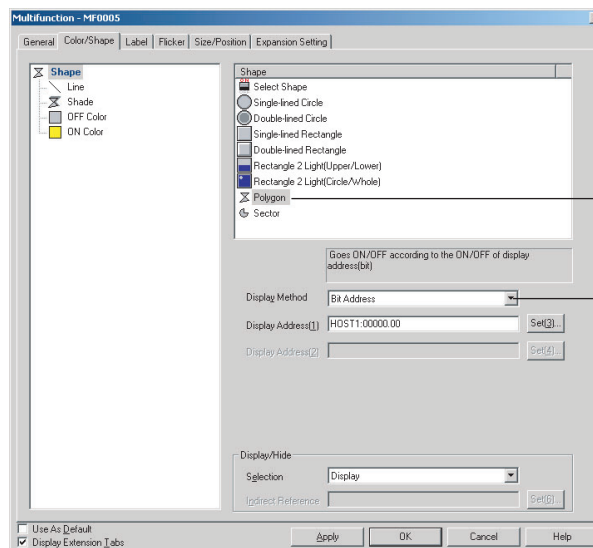 Multifunction - MF0005
General Color/Shape Label Flicker Size/Position Expansion Setting
Shape
Line
Shade
OFF Color
ON Color
Shape
Select Shape
Single-lined Circle
Double-lined Circle
Single-lined Rectangle
Double-lined Rectangle
Rectangle 2 Light(Upper/Lower)
Rectangle 2 Light(Circle/Whole)
Polygon
Sector
Goes ON/OFF according to the ON/OFF of display
address(bit)
Display Method Bit Address
Display Address(1) HOST1:00000.00 Set(3)...
Display Address(2) Set(4)...
Display/Hide
Selection Display
Indirect Reference Set(6)...
Use As Default
Display Extension Tabs
Apply OK Cancel Help